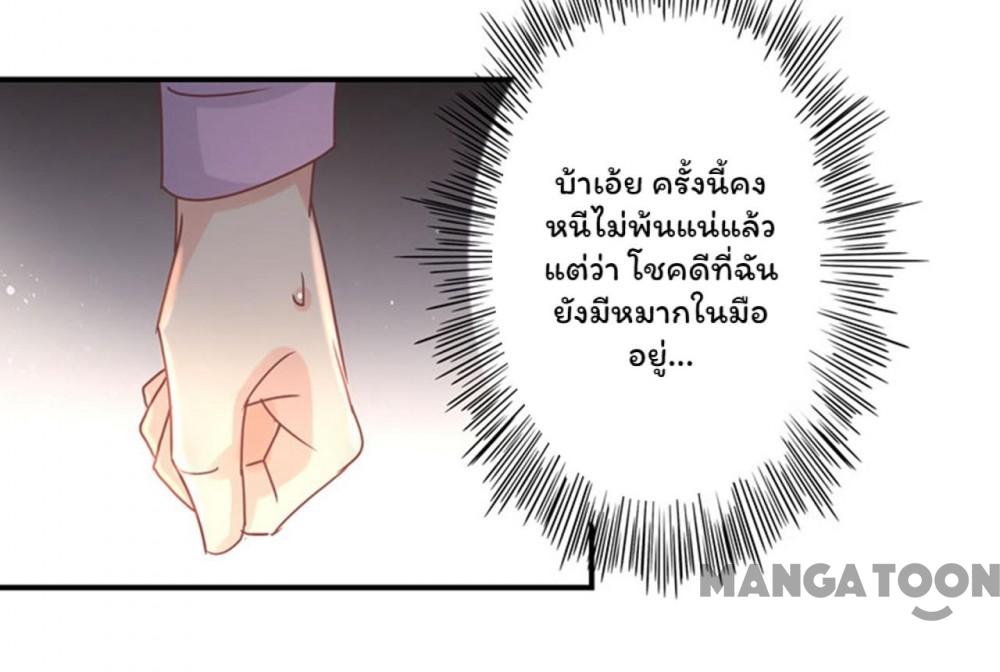 บ้าเอ้ย ครั้งนี้คง
หนีไม่พ้นแน่แล้ว
แต่ว่า โชคดีที่ฉัน
ยังมีหมากในมือ
อยู่...
MANGA TOON